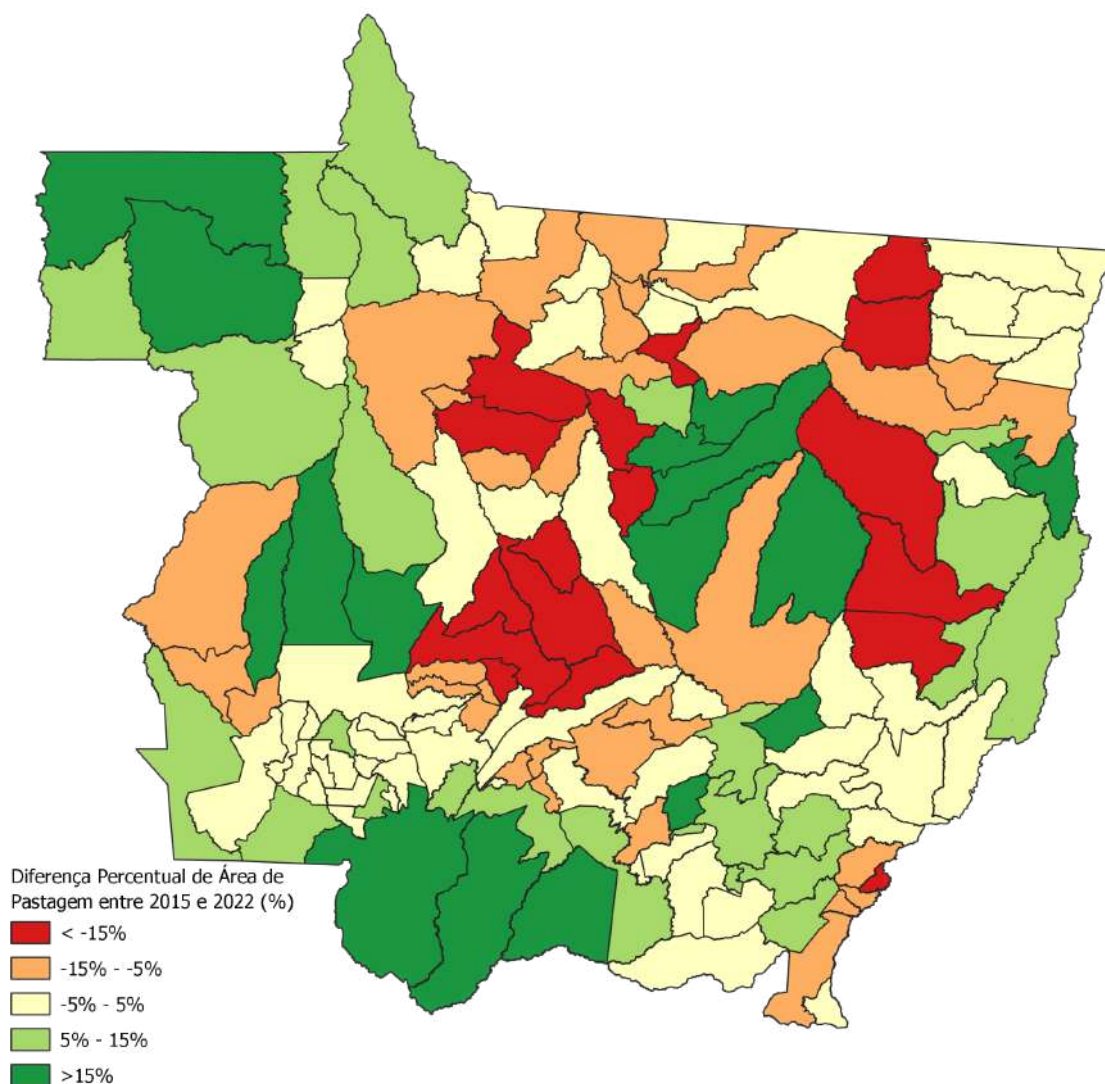 Diferença Percentual de Área de
Pastagem entre 2015 e 2022 (%)
< -15%
-15% - -5%
-5% - 5%
5% - 15%
>15%